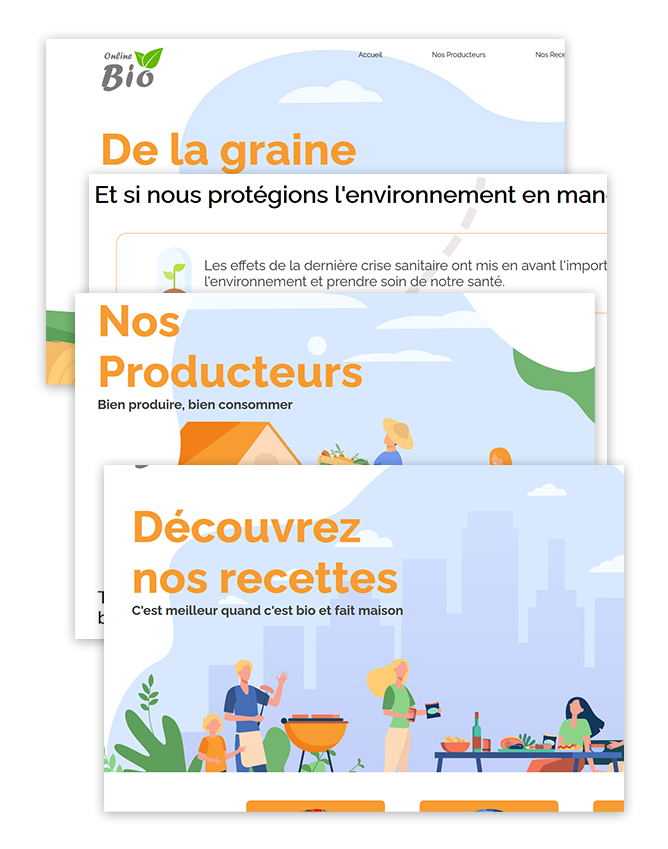 Online
Bio
Accueil
Nos Producteurs
Nos Rece
De la graine
Et si nous protégions l'environnement en man
Les effets de la dernière crise sanitaire ont mis en avant l'import
l'environnement et prendre soin de notre santé.
Nos
Producteurs
Bien produire, bien consommer
Découvrez
nos recettes
C'est meilleur quand c'est bio et fait maison